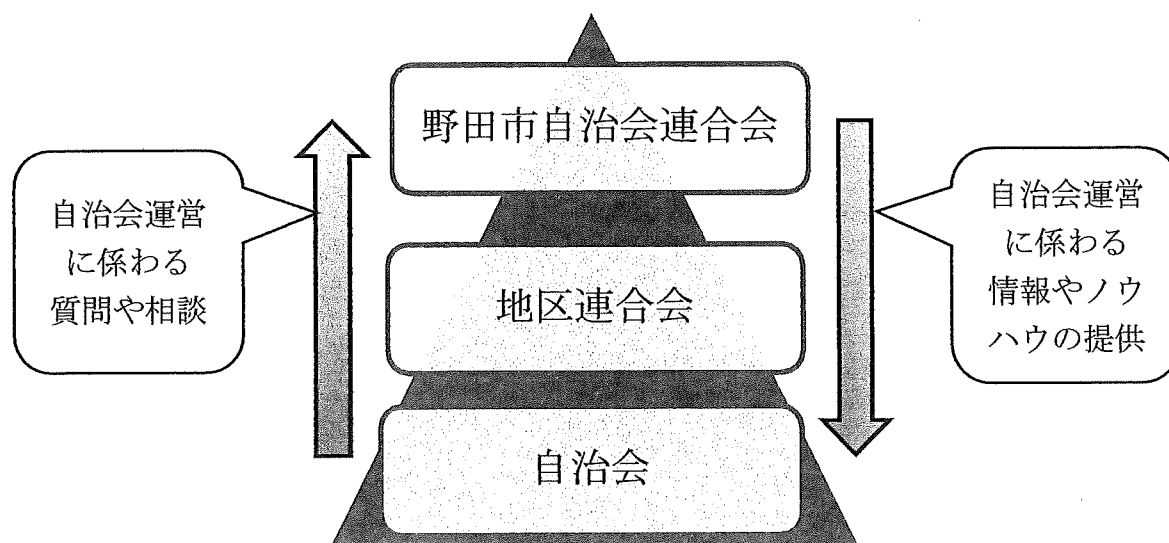 野田市自治会連合会
自治会運営
に係わる
質問や相談
自治会運営
に係わる
情報やノウ
ハウの提供
地区連合会
自治会